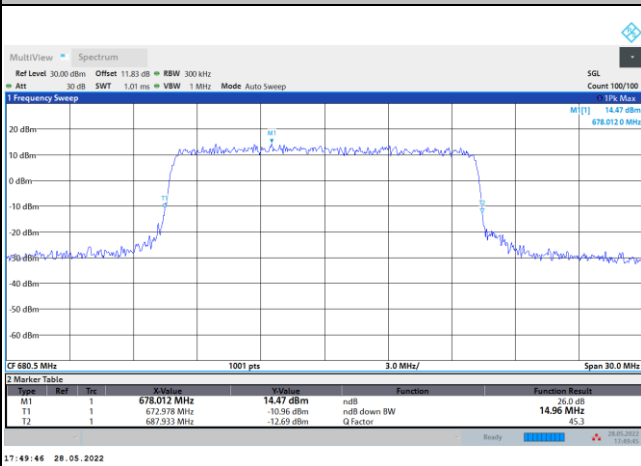 MultiView Spectrum
Ref Level 30.00 dBm Offset 11.83 dB RBW 300 kHz SGL
Att 30 dB SWT 1.01 ms VBW 1 MHz Mode Auto Sweep Count 100/100
1 Frequency Sweep 1Pk Max
M1[1] 14.47 dBm
678.012 0 MHz
M1
20 dBm
10 dBm
0 dBm
T1
T2
-10 dBm
-20 dBm
-30 dBm
-40 dBm
-50 dBm
-60 dBm
CF 680.5 MHz 1001 pts 3.0 MHz/ Span 30.0 MHz
2 Marker Table
Type Ref Trc X-Value Y-Value Function Function Result
M1 1 678.012 MHz 14.47 dBm ndB 26.0 dB
T1 1 672.978 MHz -10.96 dBm ndB down BW 14.96 MHz
T2 1 687.933 MHz -12.69 dBm Q Factor 45.3
Ready 28.05.2022
17:49:45
17:49:46 28.05.2022